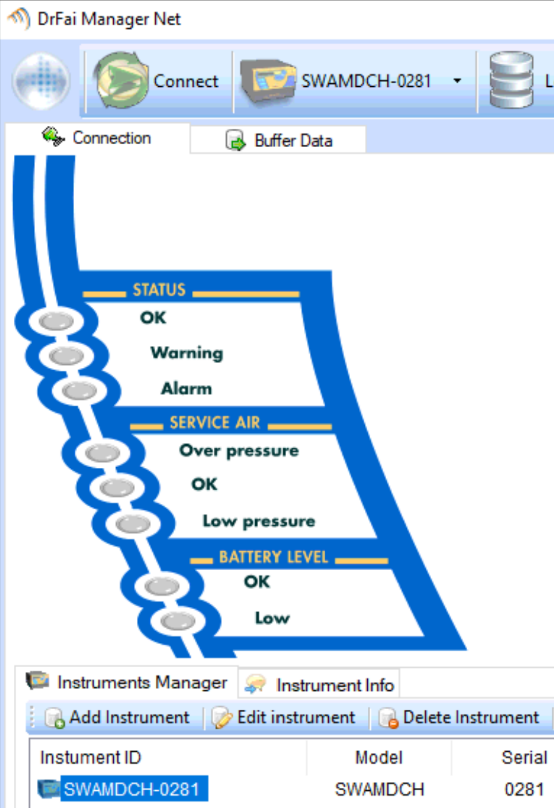 DrFai Manager Net
Connect
SWAMDCH-0281
L
Connection
Buffer Data
STATUS
OK
Warning
Alarm
SERVICE AIR
Over pressure
OK
Low pressure
BATTERY LEVEL
OK
Low
Instruments Manager
Instrument Info
Add Instrument
Edit instrument
Delete Instrument
Instument ID Model Serial
SWAMDCH-0281 SWAMDCH 0281